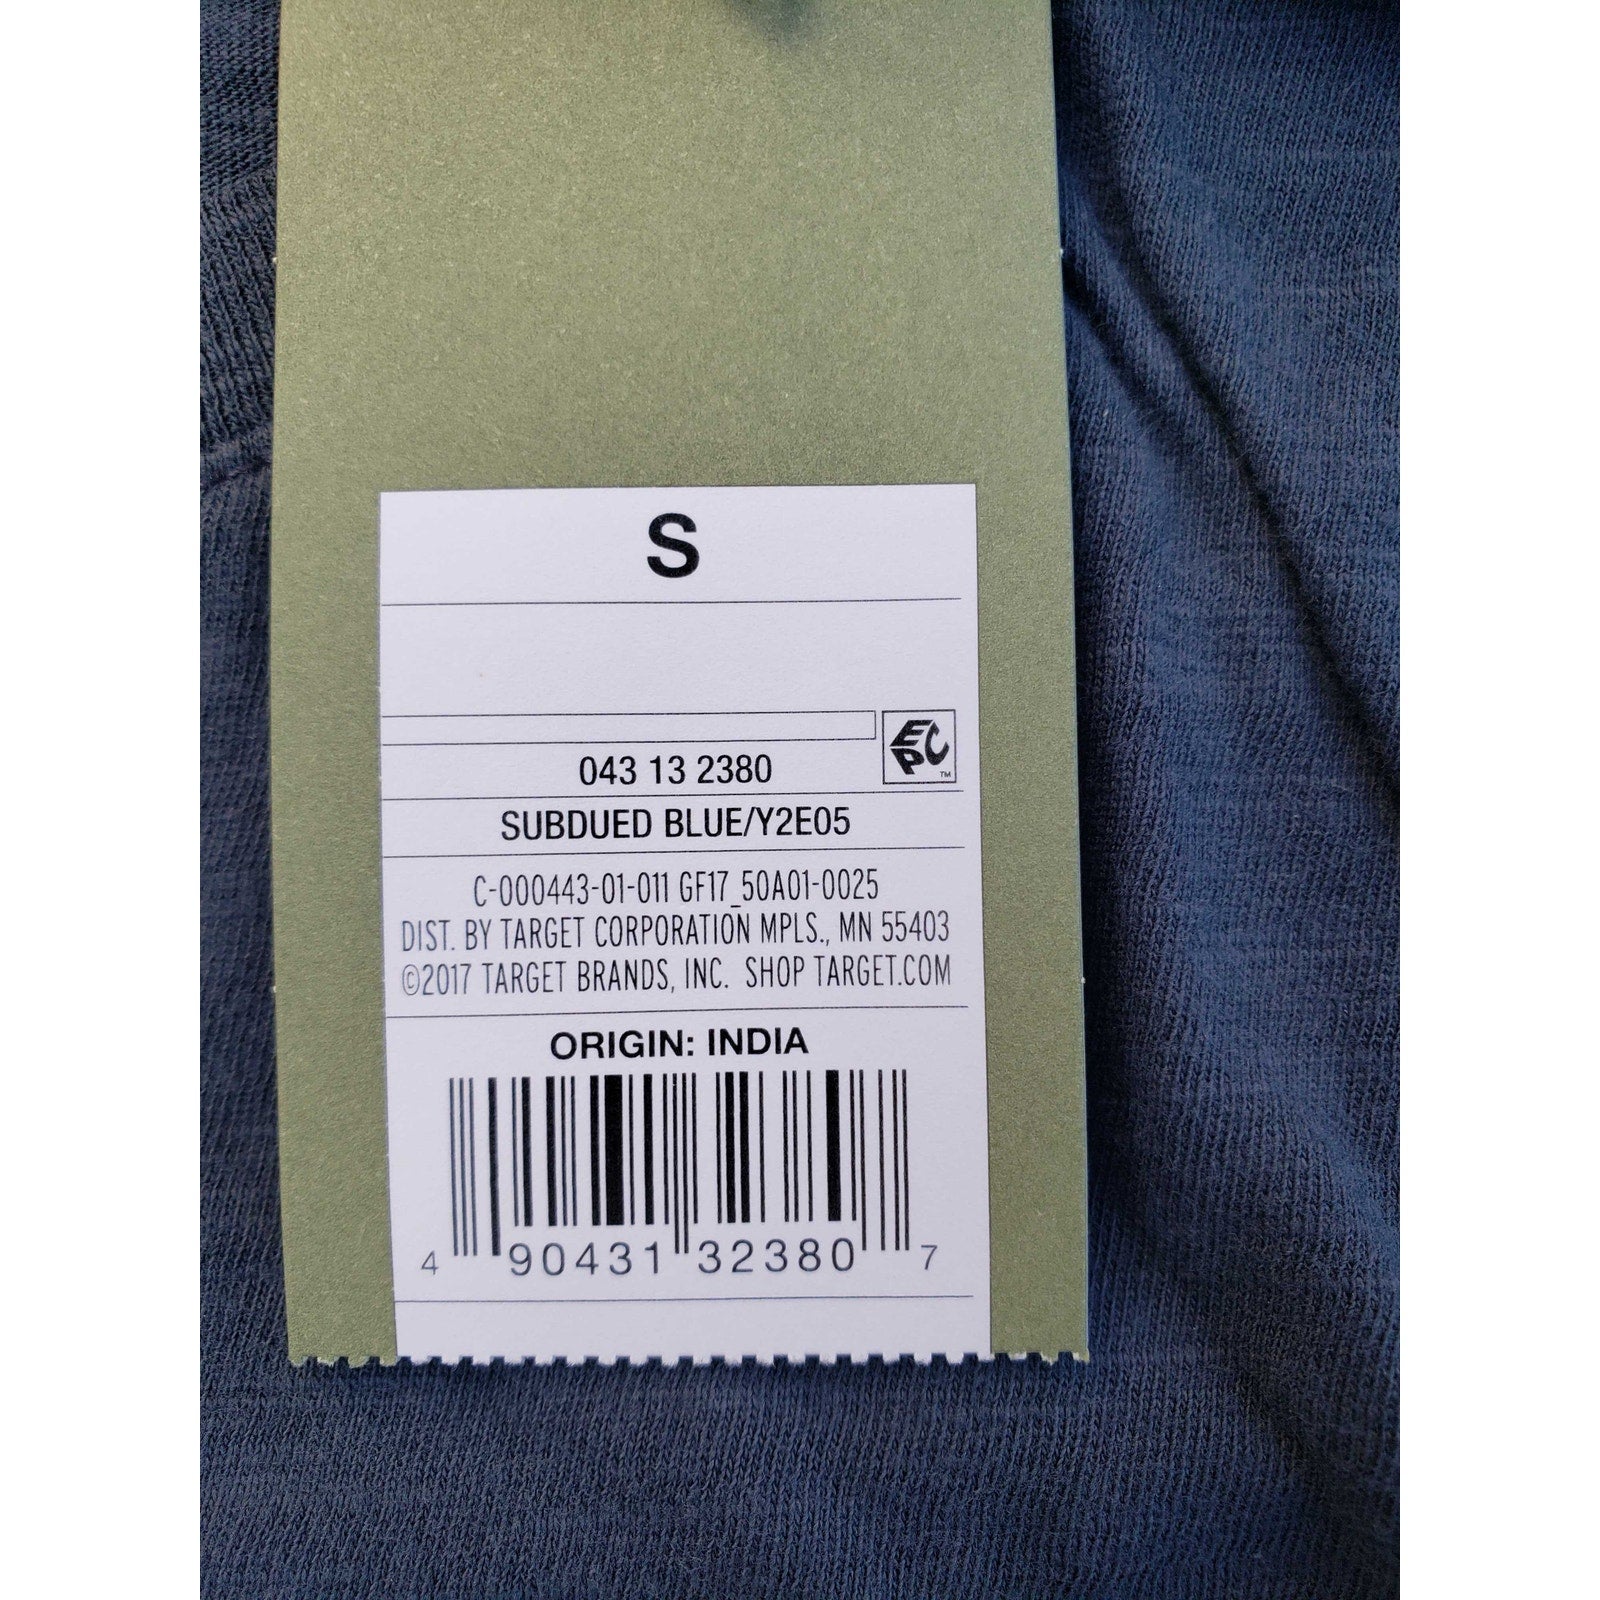 S
EPC™
043 13 2380
SUBDUED BLUE/Y2E05
C-000443-01-011 GF17_50A01-0025
DIST. BY TARGET CORPORATION MPLS., MN 55403
©2017 TARGET BRANDS, INC. SHOP TARGET.COM
ORIGIN: INDIA
4 90431 32380 7